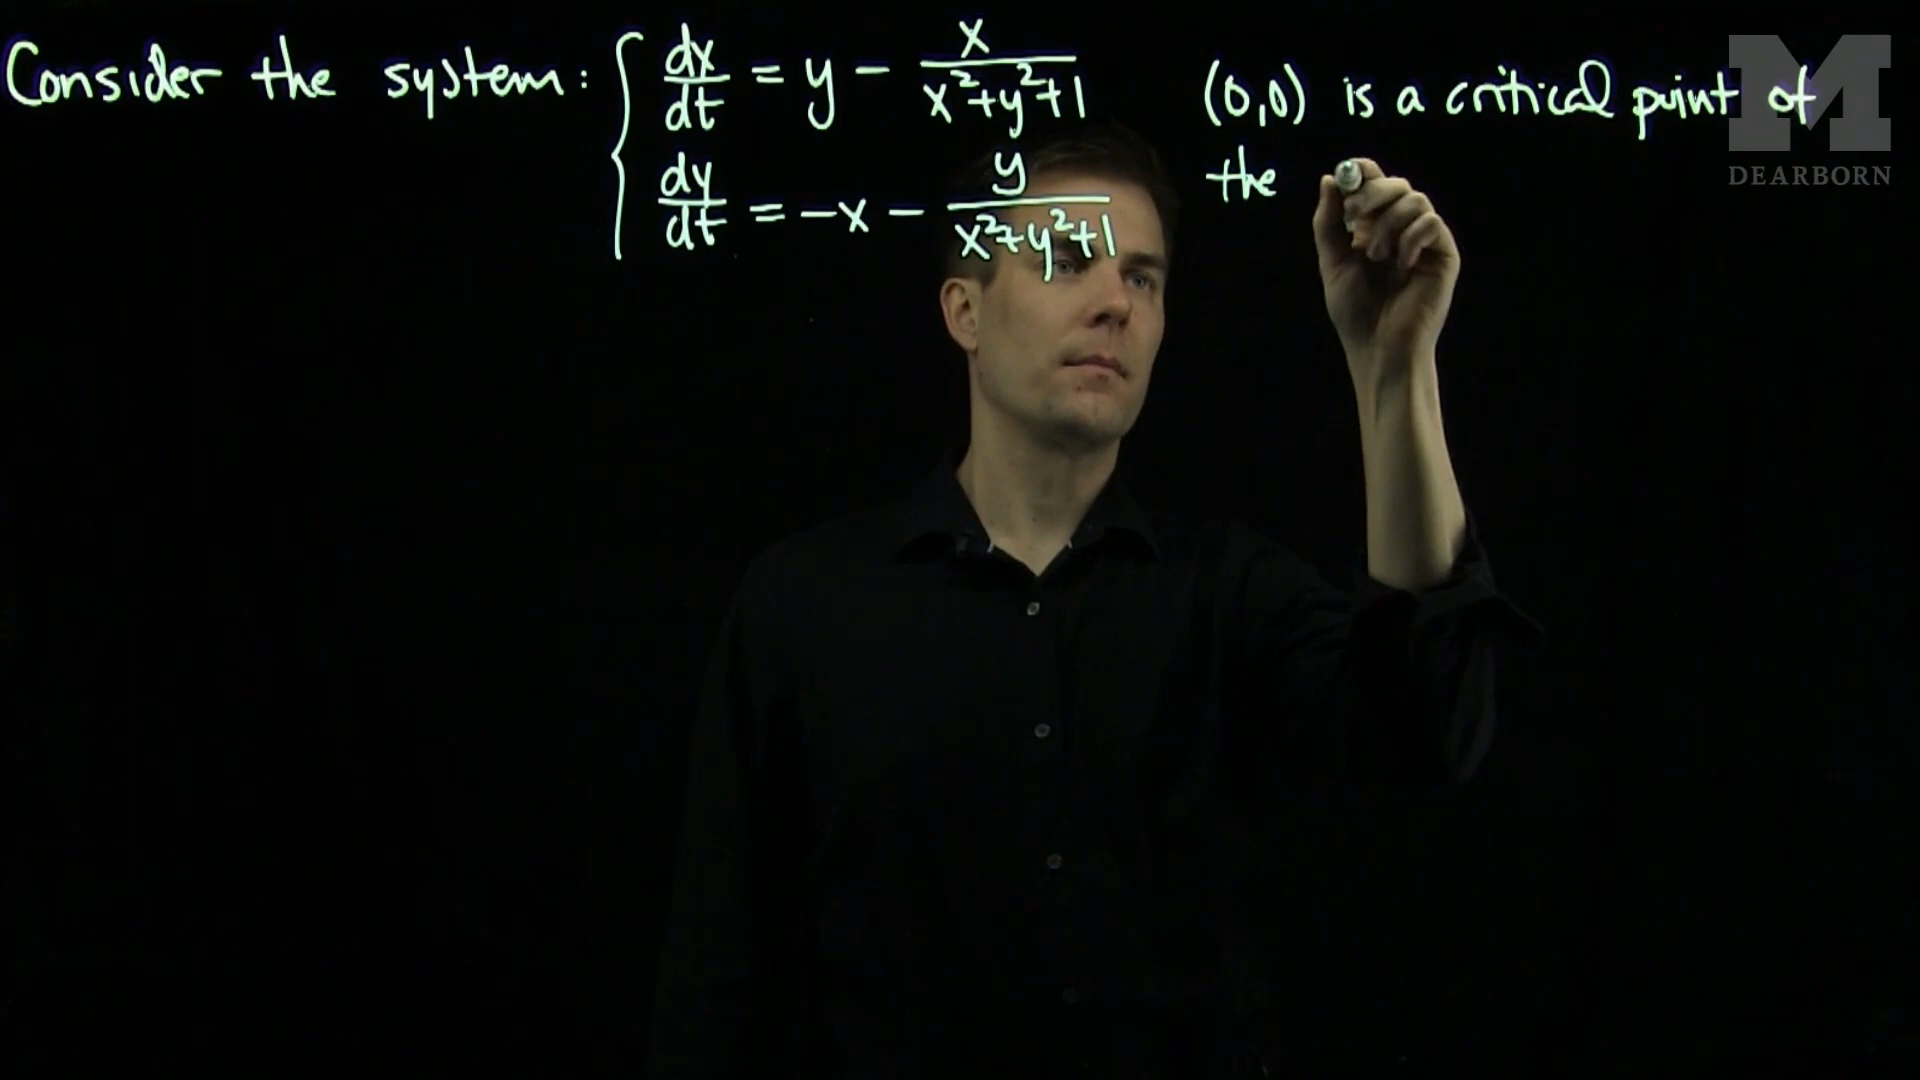 Consider the system: { dx/dt = y - x/(x²+y²+1)
dy/dt = -x - y/(x²+y²+1)
(0,0) is a critical point of
the
M
DEARBORN